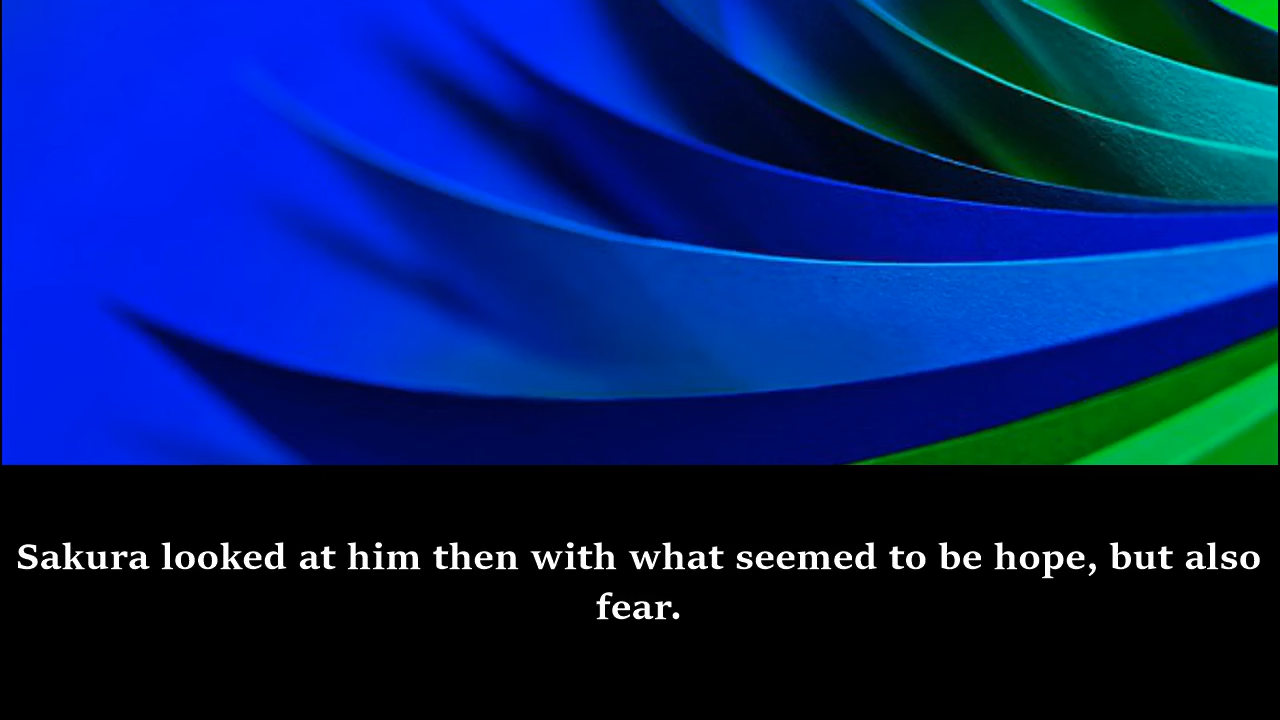 Sakura looked at him then with what seemed to be hope, but also
fear.